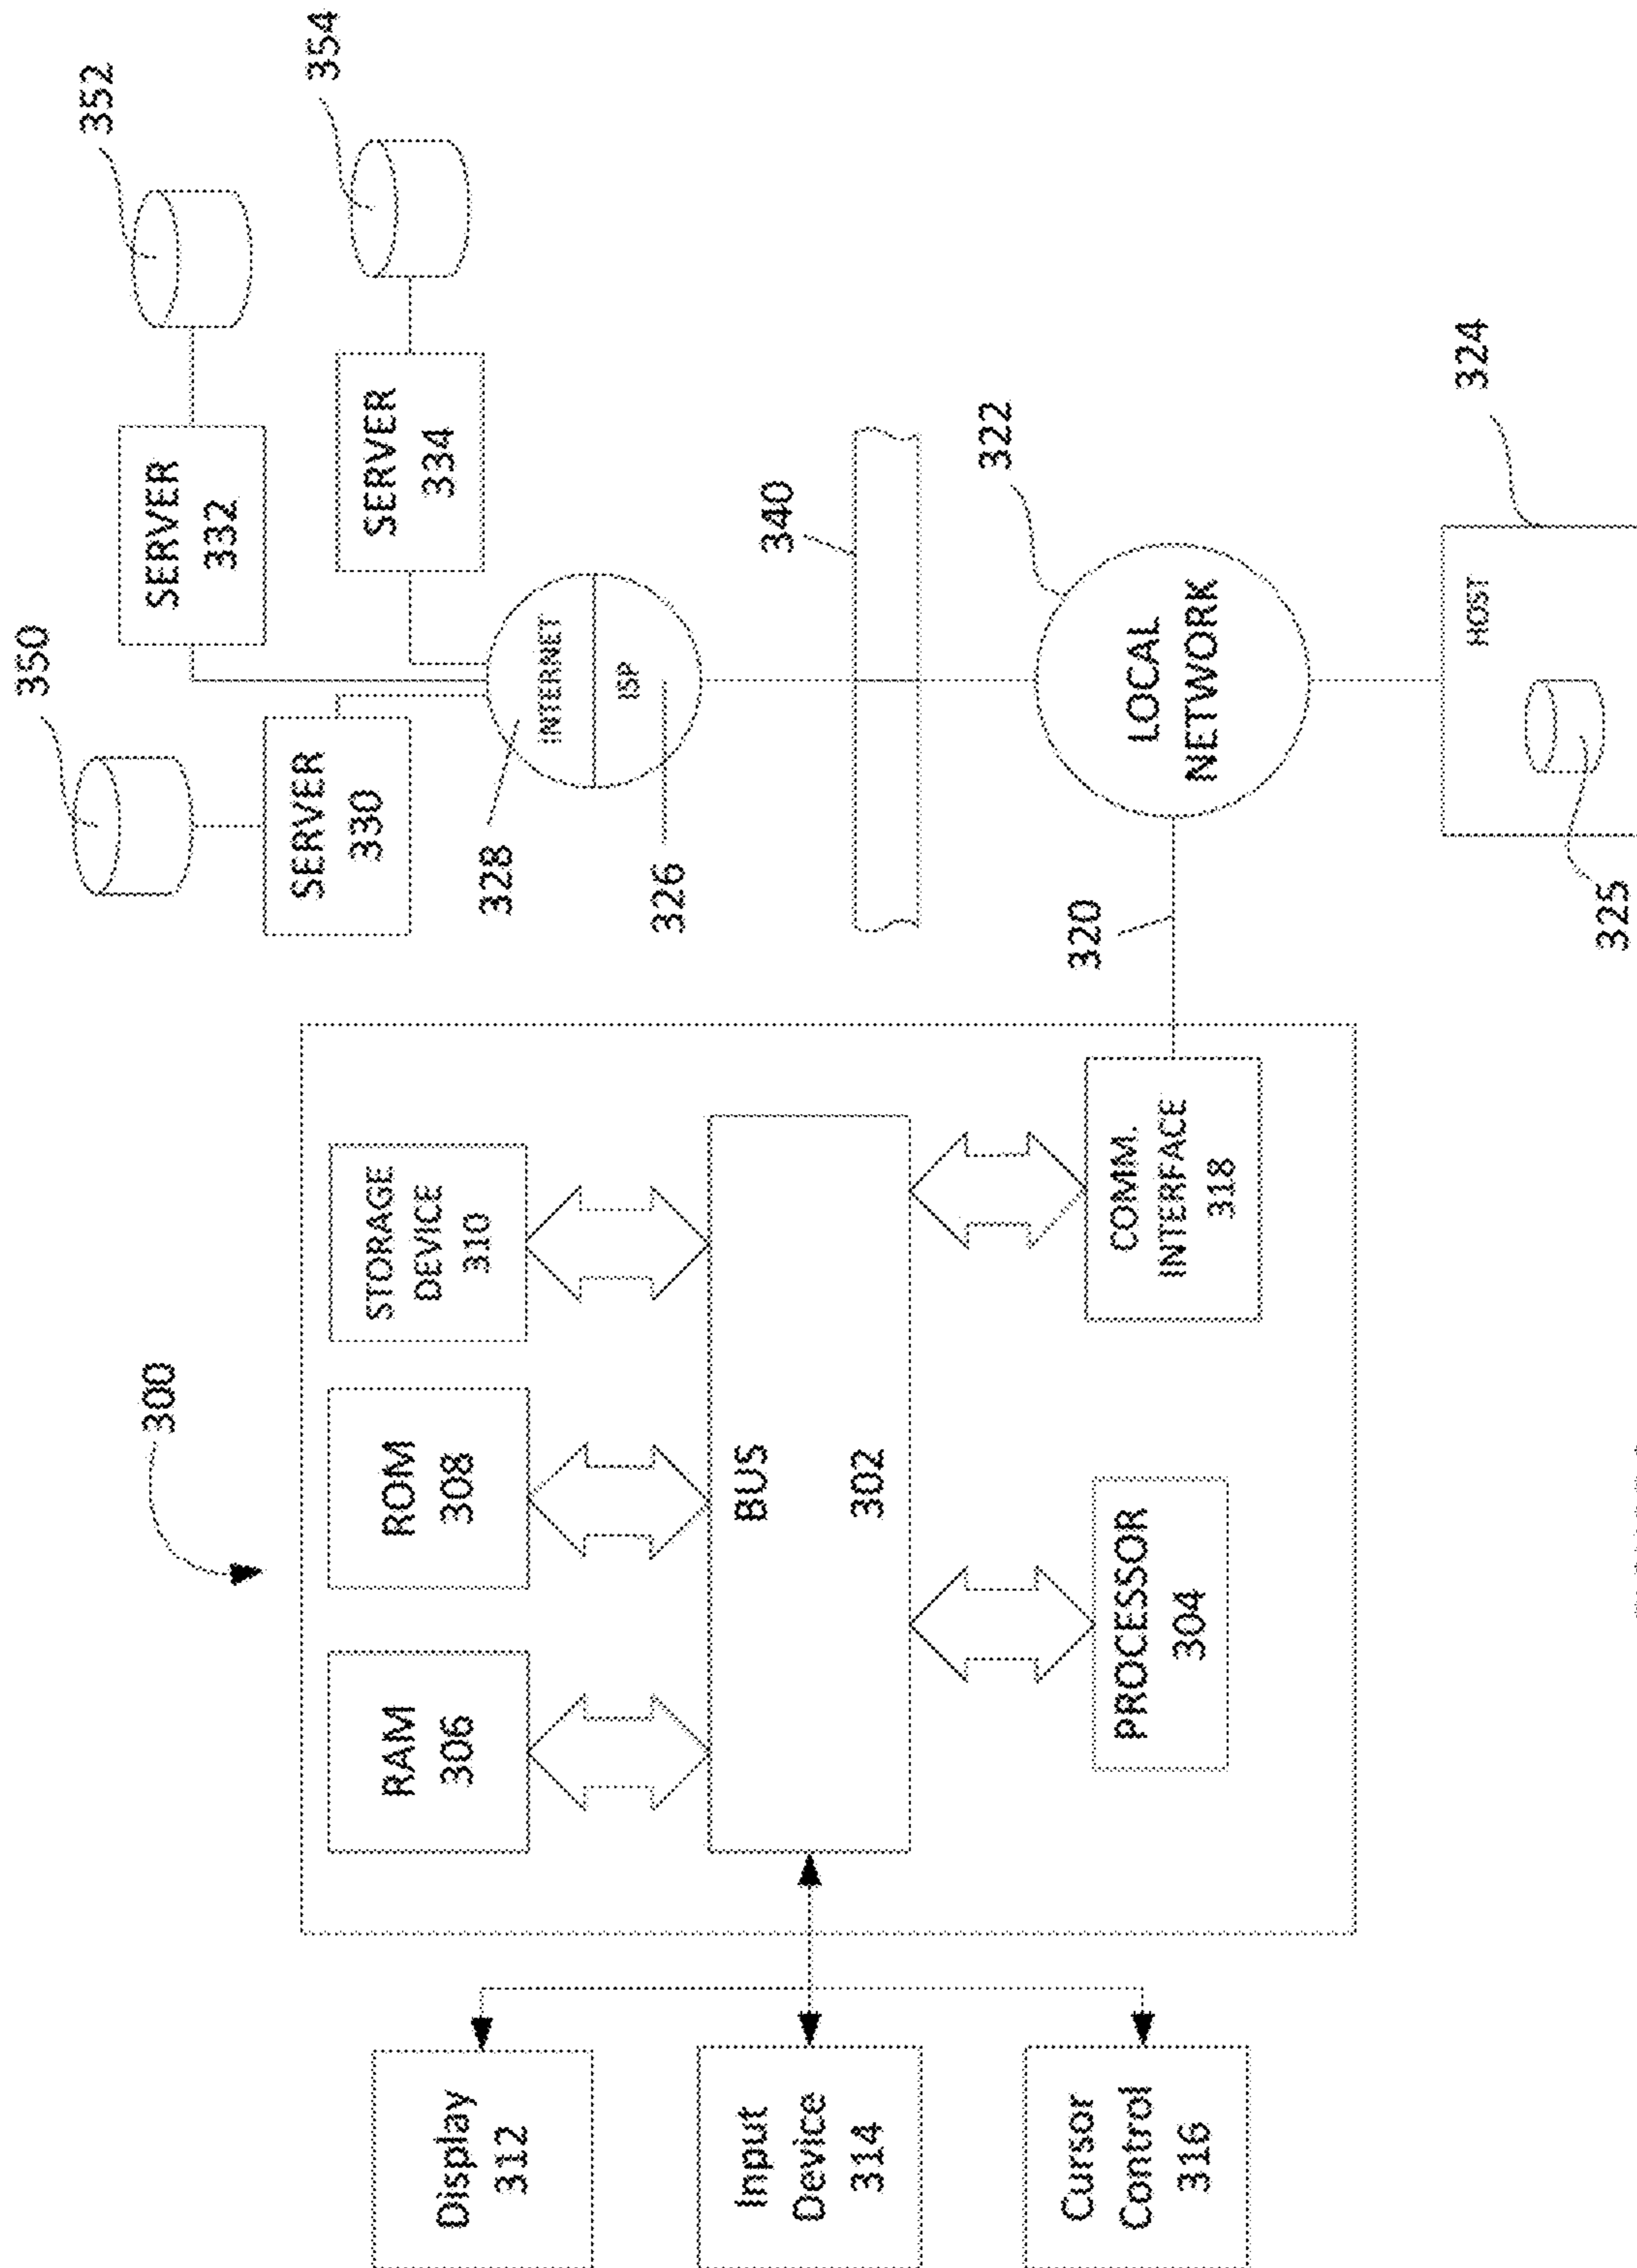 300
352
350
354
SERVER
332
SERVER
330
SERVER
334
INTERNET
ISP
328
326
340
322
LOCAL
NETWORK
320
HOST
324
325
RAM
306
ROM
308
STORAGE
DEVICE
310
BUS
302
PROCESSOR
304
COMM.
INTERFACE
318
Display
312
Input
Device
314
Cursor
Control
316